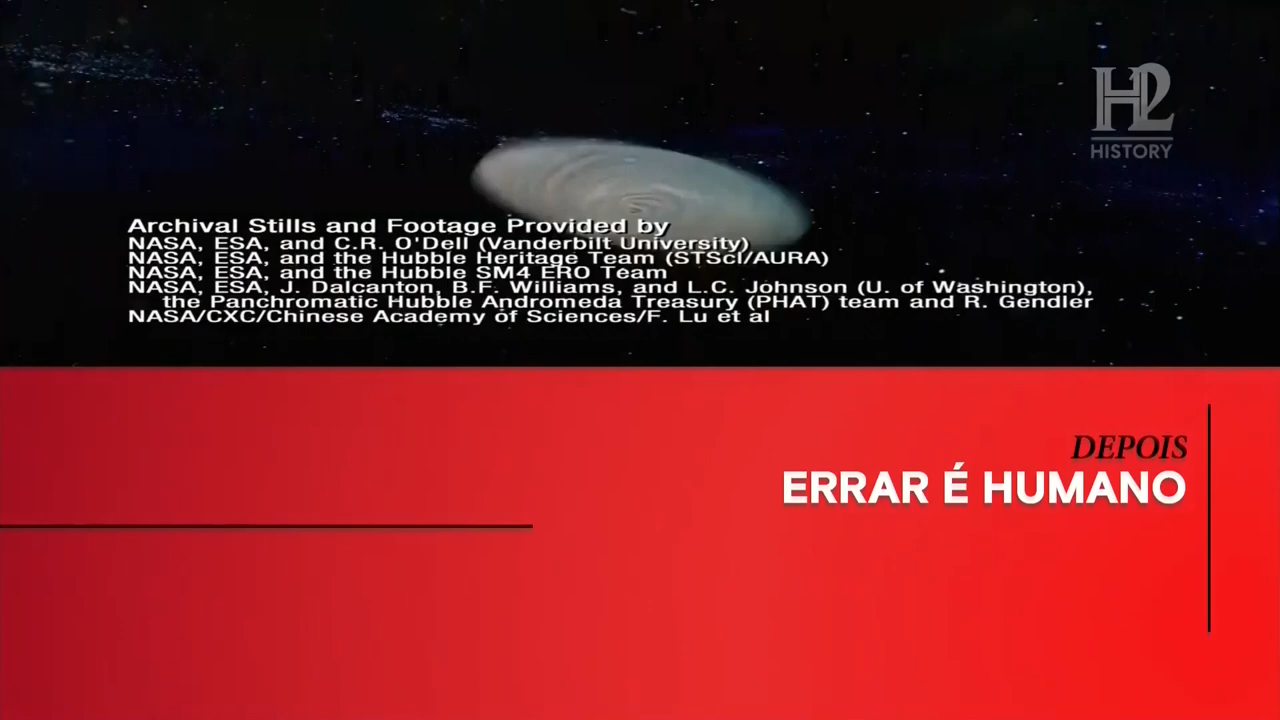 H2
HISTORY
Archival Stills and Footage Provided by
NASA, ESA, and C.R. O'Dell (Vanderbilt University)
NASA, ESA, and the Hubble Heritage Team (STScI/AURA)
NASA, ESA, and the Hubble SM4 ERO Team
NASA, ESA, J. Dalcanton, B.F. Williams, and L.C. Johnson (U. of Washington),
the Panchromatic Hubble Andromeda Treasury (PHAT) team and R. Gendler
NASA/CXC/Chinese Academy of Sciences/F. Lu et al
DEPOIS
ERRAR É HUMANO